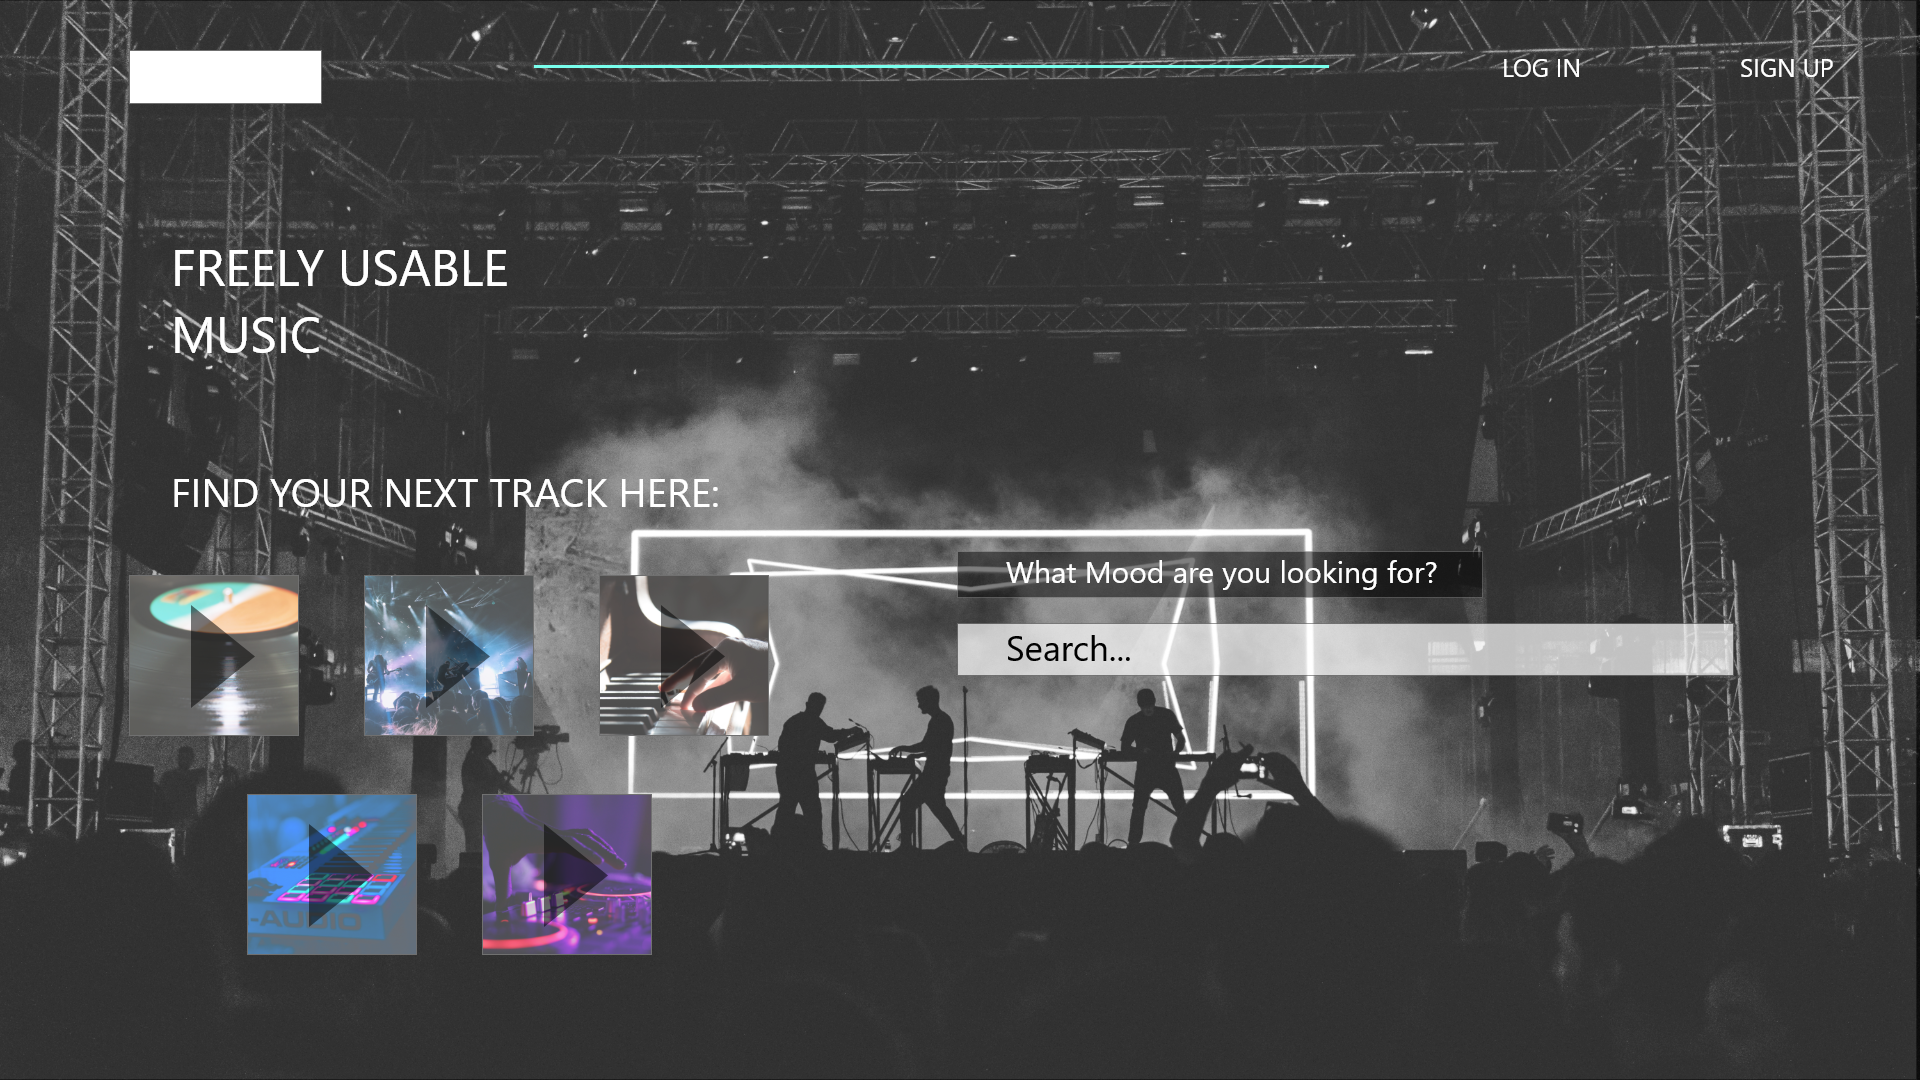 LOG IN
SIGN UP
FREELY USABLE
MUSIC
FIND YOUR NEXT TRACK HERE:
What Mood are you looking for?
Search...
-AUDIO